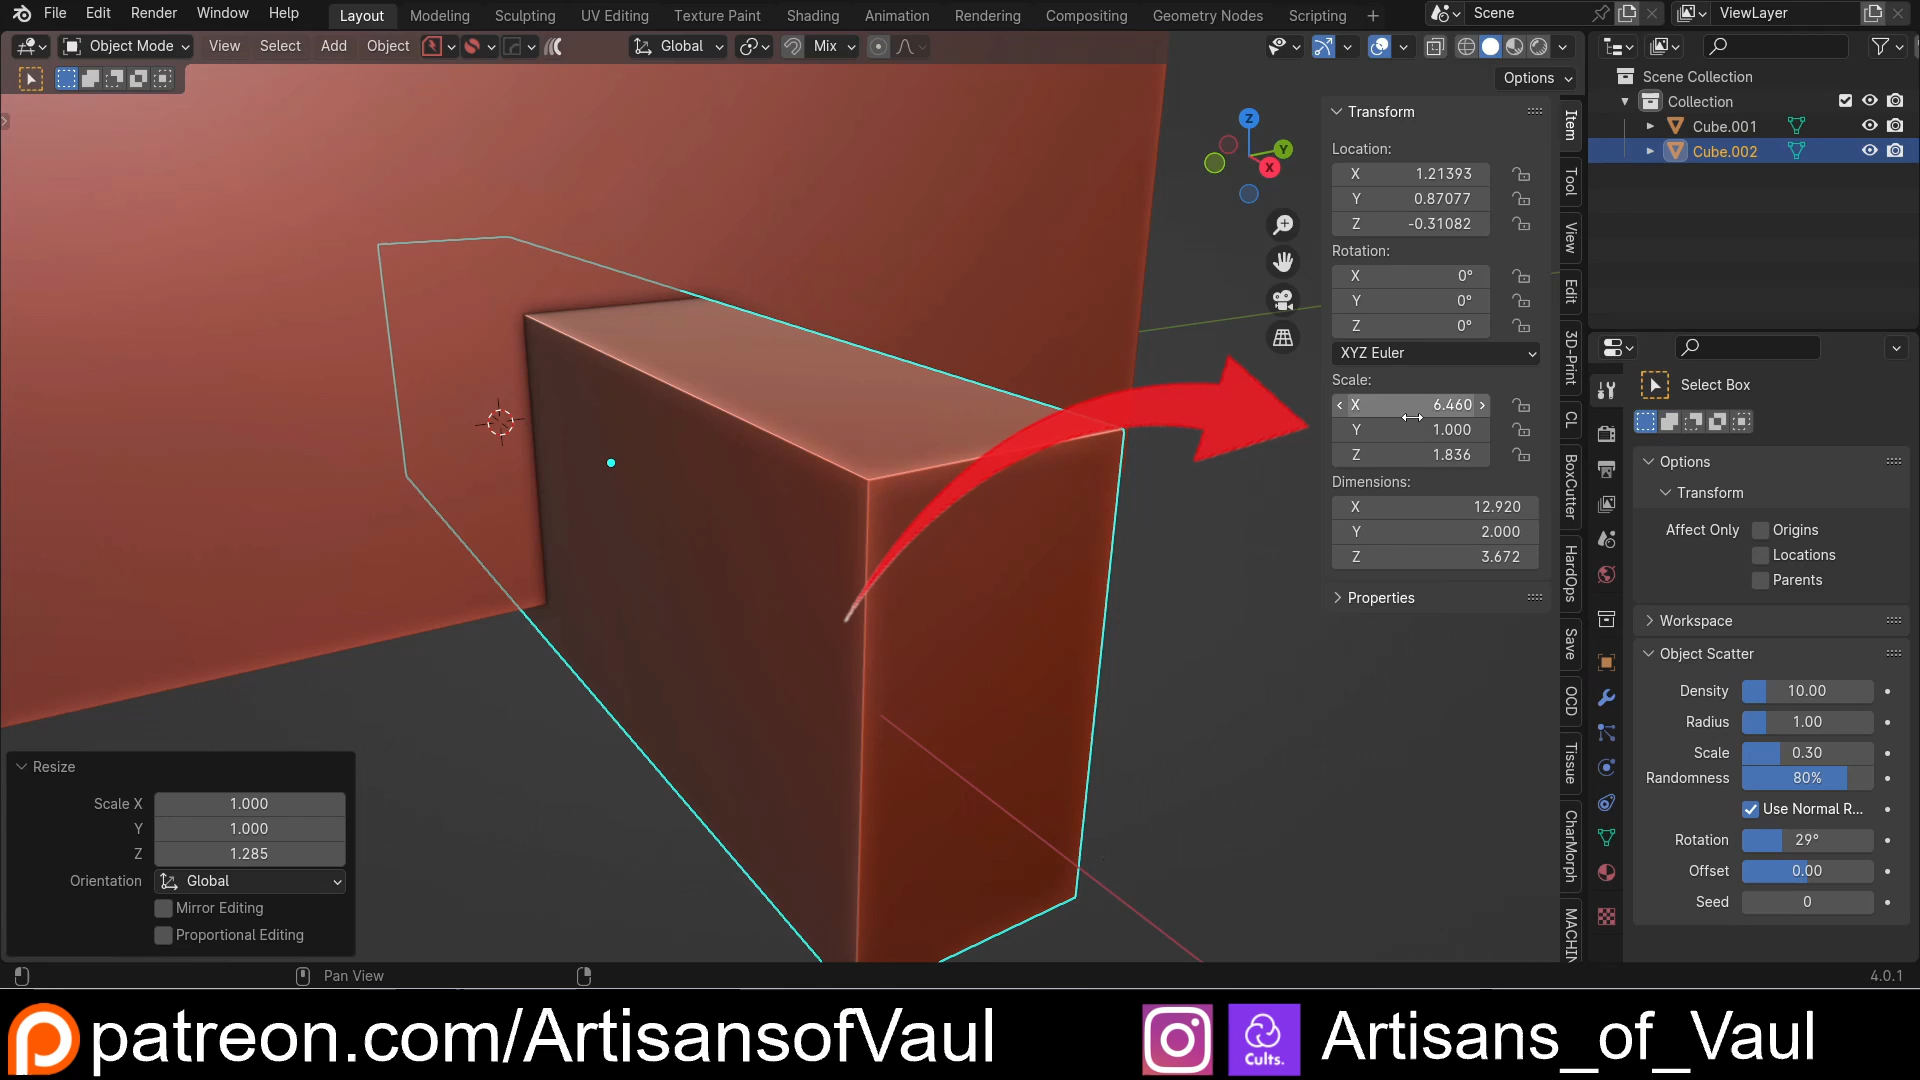 File Edit Render Window Help Layout Modeling Sculpting UV Editing Texture Paint Shading Animation Rendering Compositing Geometry Nodes Scripting + Scene ViewLayer
Object Mode View Select Add Object Global Mix
Options
Scene Collection
Collection
Cube.001
Cube.002
Z
Y
X
Transform
Location:
X 1.21393
Y 0.87077
Z -0.31082
Rotation:
X 0°
Y 0°
Z 0°
XYZ Euler
Scale:
X 6.460
Y 1.000
Z 1.836
Dimensions:
X 12.920
Y 2.000
Z 3.672
Properties
Item
Tool
View
Edit
3D-Print
CL
BoxCutter
HardOps
Save
OCD
Tissue
CharMorph
MACHIN
Select Box
Options
Transform
Affect Only Origins
Locations
Parents
Workspace
Object Scatter
Density 10.00
Radius 1.00
Scale 0.30
Randomness 80%
Use Normal R...
Rotation 29°
Offset 0.00
Seed 0
Resize
Scale X 1.000
Y 1.000
Z 1.285
Orientation Global
Mirror Editing
Proportional Editing
Pan View
4.0.1
patreon.com/ArtisansofVaul
Cults.
Artisans_of_Vaul